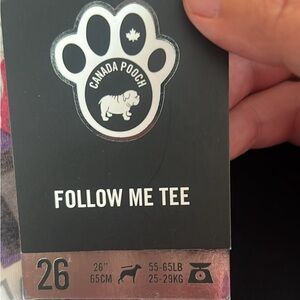 CANADA POOCH
FOLLOW ME TEE
26 26" 55-65LB
65CM 25-29KG